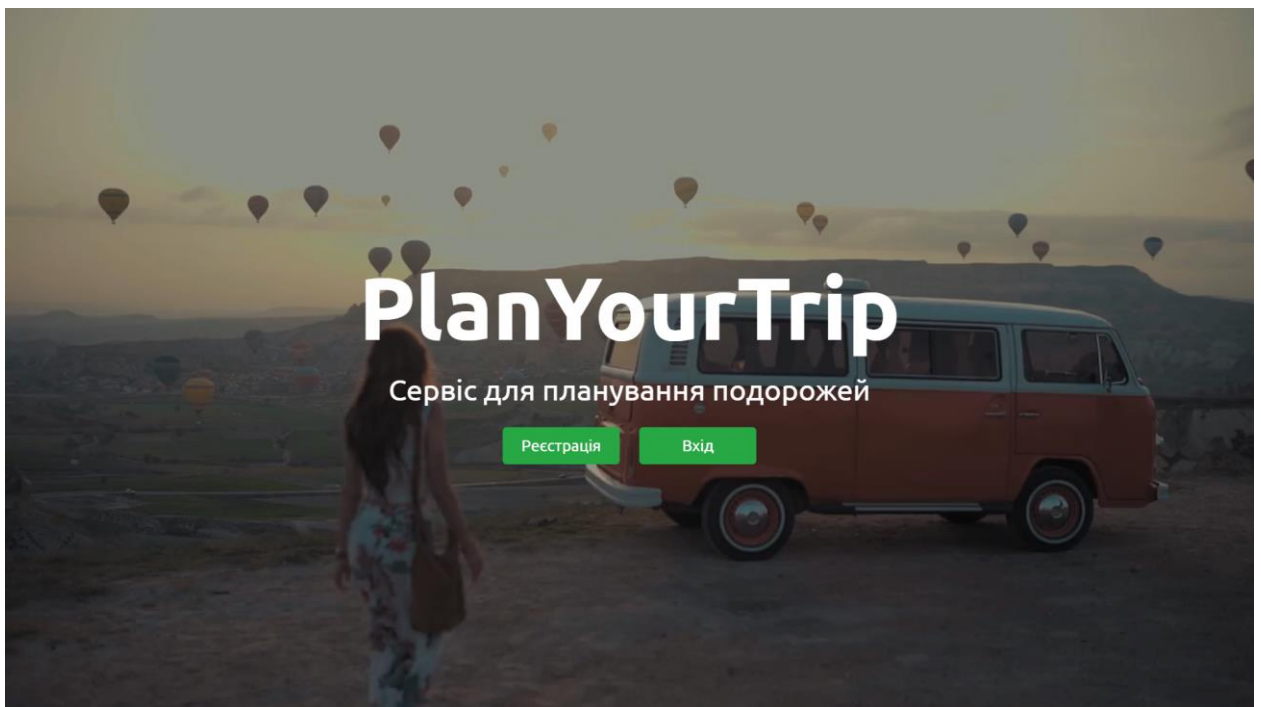 PlanYourTrip
Сервіс для планування подорожей
Реєстрація Вхід